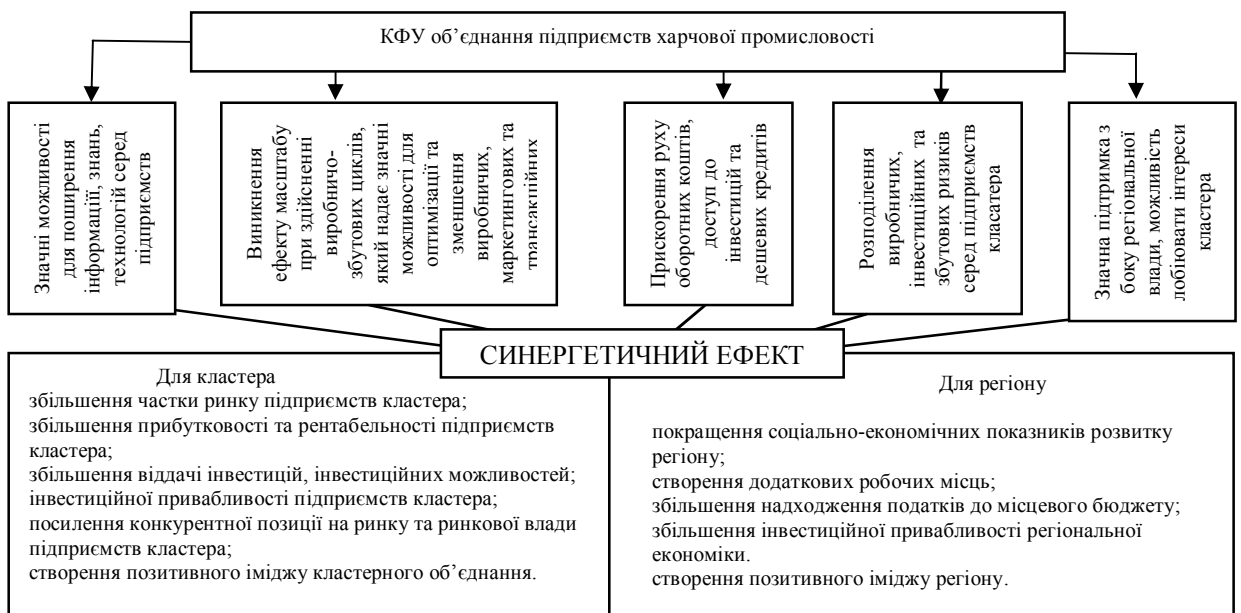 КФУ об’єднання підприємств харчової промисловості
Значні можливості
для поширення
інформаціїї, знань,
технологій серед
підприємств
Виникнення
ефекту масштабу
при здійсненні
виробничо-
збутових циклів,
який надає значні
можливості для
оптимізації та
зменшення
виробничих,
маркетингових та
трансакційних
Прискорення руху
оборотних коштів,
доступ до
інвестицій та
дешевих кредитів
Розподілення
виробничих,
інвестиційних та
збутових ризиків
серед підприємств
класатера
Значна підтримка з
боку регіональної
влади, можливість
лобіювати інтереси
кластера
СИНЕРГЕТИЧНИЙ ЕФЕКТ
Для кластера
збільшення частки ринку підприємств кластера;
збільшення прибутковості та рентабельності підприємств
кластера;
збільшення віддачі інвестицій, інвестиційних можливостей;
інвестиційної привабливості підприємств кластера;
посилення конкурентної позиції на ринку та ринкової влади
підприємств кластера;
створення позитивного іміджу кластерного об’єднання.
Для регіону
покращення соціально-економічних показників розвитку
регіону;
створення додаткових робочих місць;
збільшення надходження податків до місцевого бюджету;
збільшення інвестиційної привабливості регіональної
економіки.
створення позитивного іміджу регіону.